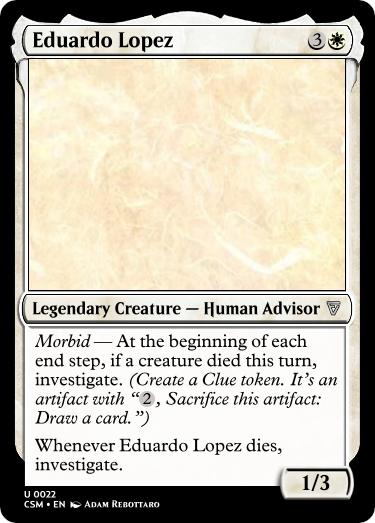 Eduardo Lopez 3
Legendary Creature — Human Advisor
Morbid — At the beginning of each
end step, if a creature died this turn,
investigate. (Create a Clue token. It's an
artifact with “2, Sacrifice this artifact:
Draw a card.”)
Whenever Eduardo Lopez dies,
investigate.
1/3
U 0022
CSM • EN Adam Rebottaro